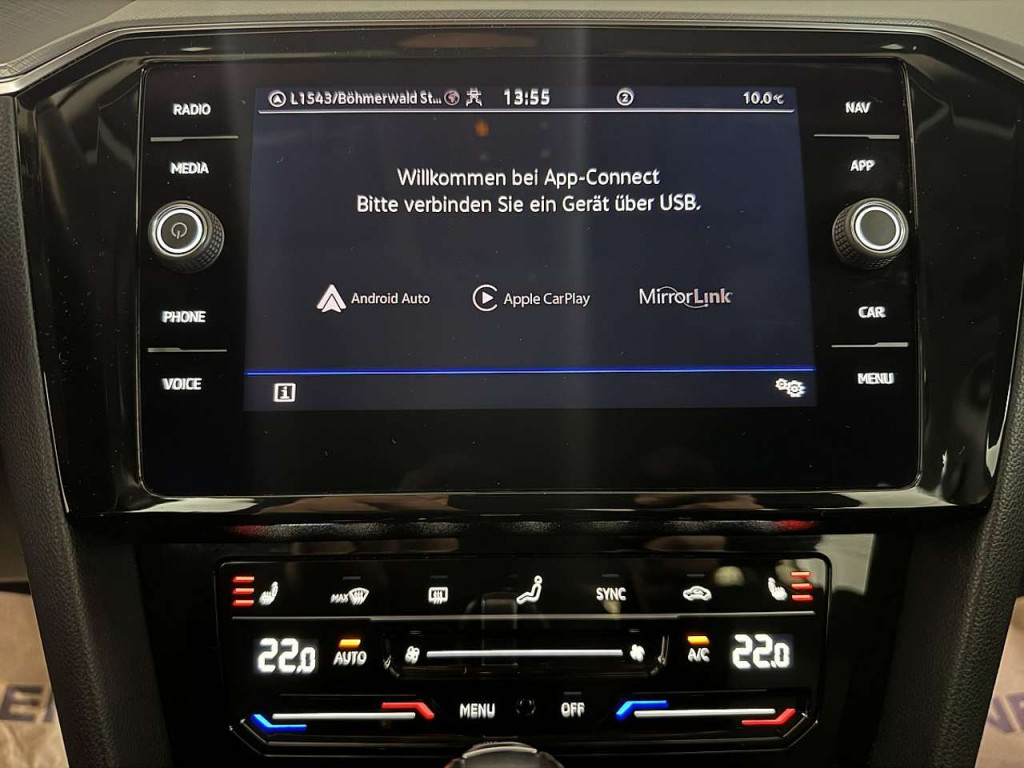 L1543/Böhmerwald St... 13:55 2 10.0°C
RADIO
MEDIA
PHONE
VOICE
Willkommen bei App-Connect
Bitte verbinden Sie ein Gerät über USB.
Android Auto Apple CarPlay MirrorLink
i
NAV
APP
CAR
MENU
MAX SYNC
22.0 AUTO A/C 22.0
MENU OFF